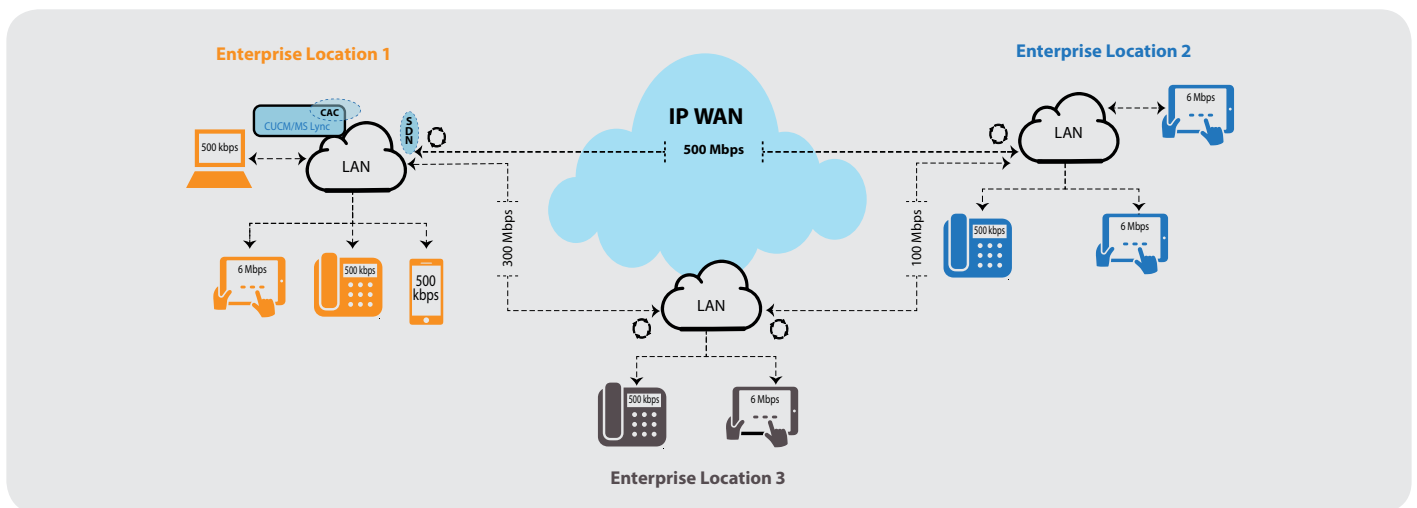 Enterprise Location 1
Enterprise Location 2
IP WAN
500 Mbps
CAC
CUCM/MS Lync
SDN
500 kbps
LAN
6 Mbps
500 kbps
500
kbps
300 Mbps
100 Mbps
LAN
6 Mbps
500 kbps
6 Mbps
LAN
500 kbps
6 Mbps
Enterprise Location 3